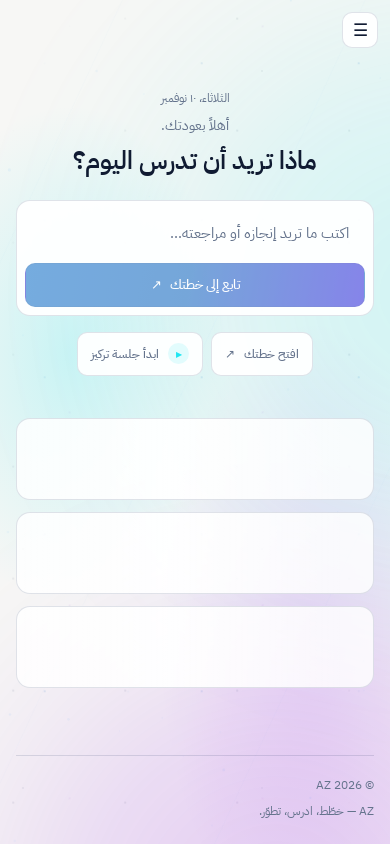 ☰
الثلاثاء، ١٠ نوفمبر
أهلاً بعودتك.
ماذا تريد أن تدرس اليوم؟
اكتب ما تريد إنجازه أو مراجعته...
تابع إلى خطتك ↗
افتح خطتك ↗
ابدأ جلسة تركيز
© 2026 AZ
AZ — خطّط، ادرس، تطوّر.